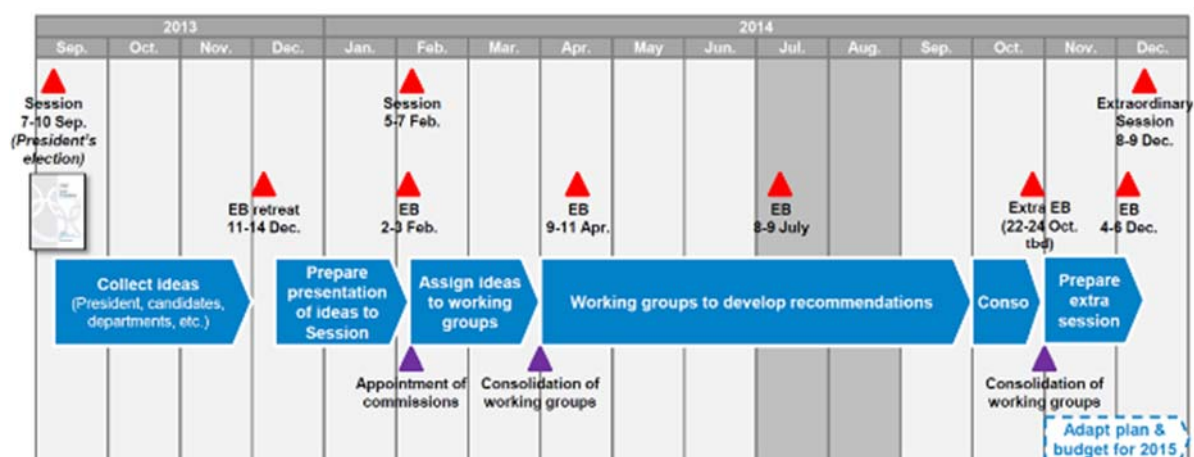 2013
2014
Sep. Oct. Nov. Dec. Jan. Feb. Mar. Apr. May Jun. Jul. Aug. Sep. Oct. Nov. Dec.
Session
7-10 Sep.
(President's
election)
Session
5-7 Feb.
Extraordinary
Session
8-9 Dec.
EB retreat
11-14 Dec.
EB
2-3 Feb.
EB
9-11 Apr.
EB
8-9 July
Extra EB
(22-24 Oct.
tbd)
EB
4-6 Dec.
Collect ideas
(President, candidates,
departments, etc.)
Prepare
presentation
of ideas to
Session
Assign ideas
to working
groups
Working groups to develop recommendations
Conso
Prepare
extra
session
Appointment of
commissions
Consolidation of
working groups
Consolidation of
working groups
Adapt plan &
budget for 2015